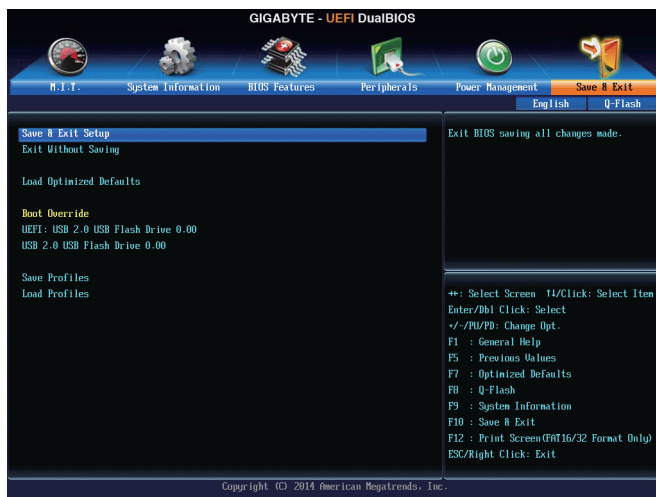 GIGABYTE - UEFI DualBIOS
M.I.T.
System Information
BIOS Features
Peripherals
Power Management
Save & Exit
English
Q-Flash
Save & Exit Setup
Exit Without Saving
Load Optimized Defaults
Boot Override
UEFI: USB 2.0 USB Flash Drive 0.00
USB 2.0 USB Flash Drive 0.00
Save Profiles
Load Profiles
Exit BIOS saving all changes made.
→←: Select Screen ↑↓/Click: Select Item
Enter/Dbl Click: Select
+/-/PU/PD: Change Opt.
F1 : General Help
F5 : Previous Values
F7 : Optimized Defaults
F8 : Q-Flash
F9 : System Information
F10 : Save & Exit
F12 : Print Screen(FAT16/32 Format Only)
ESC/Right Click: Exit
Copyright (C) 2014 American Megatrends, Inc.